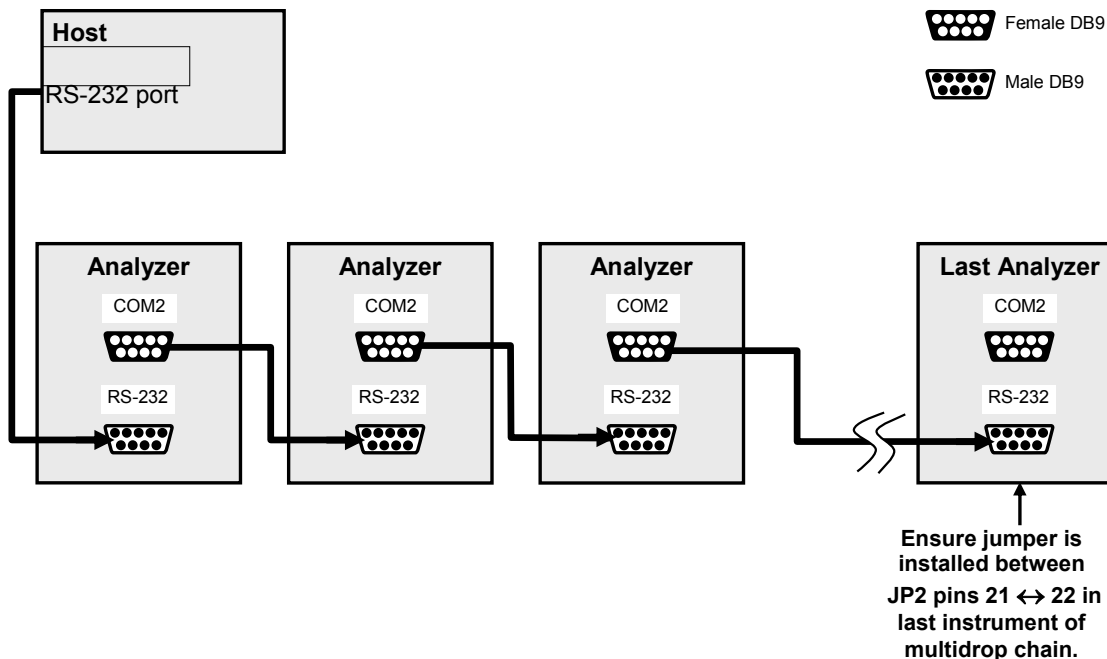 Host
RS-232 port
Female DB9
Male DB9
Analyzer
COM2
RS-232
Analyzer
COM2
RS-232
Analyzer
COM2
RS-232
Last Analyzer
COM2
RS-232
Ensure jumper is
installed between
JP2 pins 21 ↔ 22 in
last instrument of
multidrop chain.